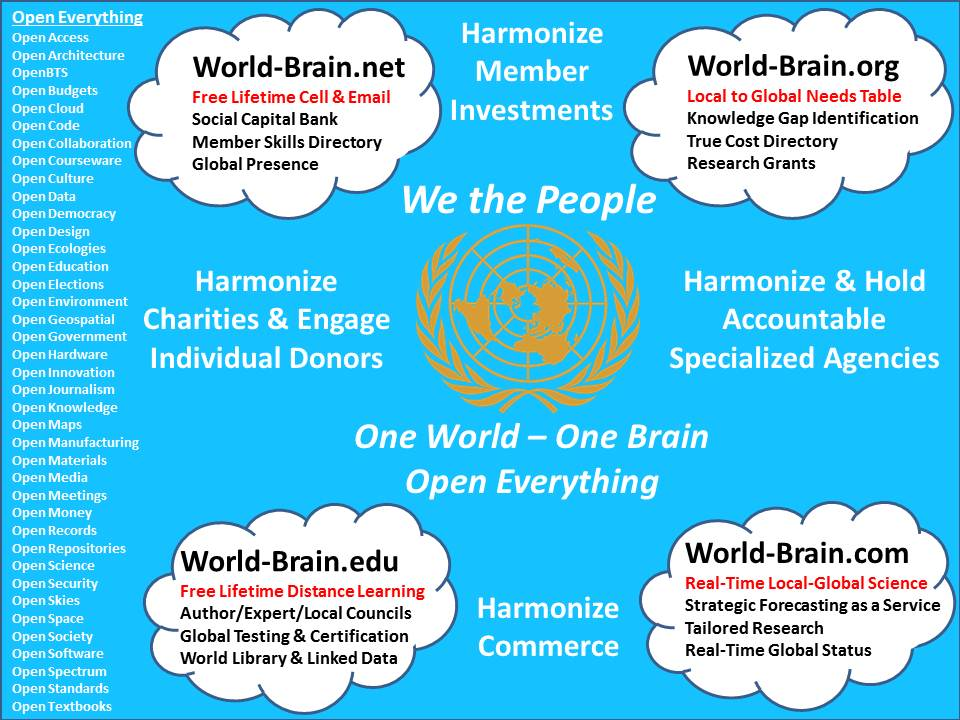 Open Everything
Open Access
Open Architecture
OpenBTS
Open Budgets
Open Cloud
Open Code
Open Collaboration
Open Courseware
Open Culture
Open Data
Open Democracy
Open Design
Open Ecologies
Open Education
Open Elections
Open Environment
Open Geospatial
Open Government
Open Hardware
Open Innovation
Open Journalism
Open Knowledge
Open Maps
Open Manufacturing
Open Materials
Open Media
Open Meetings
Open Money
Open Records
Open Repositories
Open Science
Open Security
Open Skies
Open Space
Open Society
Open Software
Open Spectrum
Open Standards
Open Textbooks
World-Brain.net
Free Lifetime Cell & Email
Social Capital Bank
Member Skills Directory
Global Presence
Harmonize
Member
Investments
World-Brain.org
Local to Global Needs Table
Knowledge Gap Identification
True Cost Directory
Research Grants
We the People
Harmonize
Charities & Engage
Individual Donors
Harmonize & Hold
Accountable
Specialized Agencies
One World – One Brain
Open Everything
World-Brain.edu
Free Lifetime Distance Learning
Author/Expert/Local Councils
Global Testing & Certification
World Library & Linked Data
Harmonize
Commerce
World-Brain.com
Real-Time Local-Global Science
Strategic Forecasting as a Service
Tailored Research
Real-Time Global Status